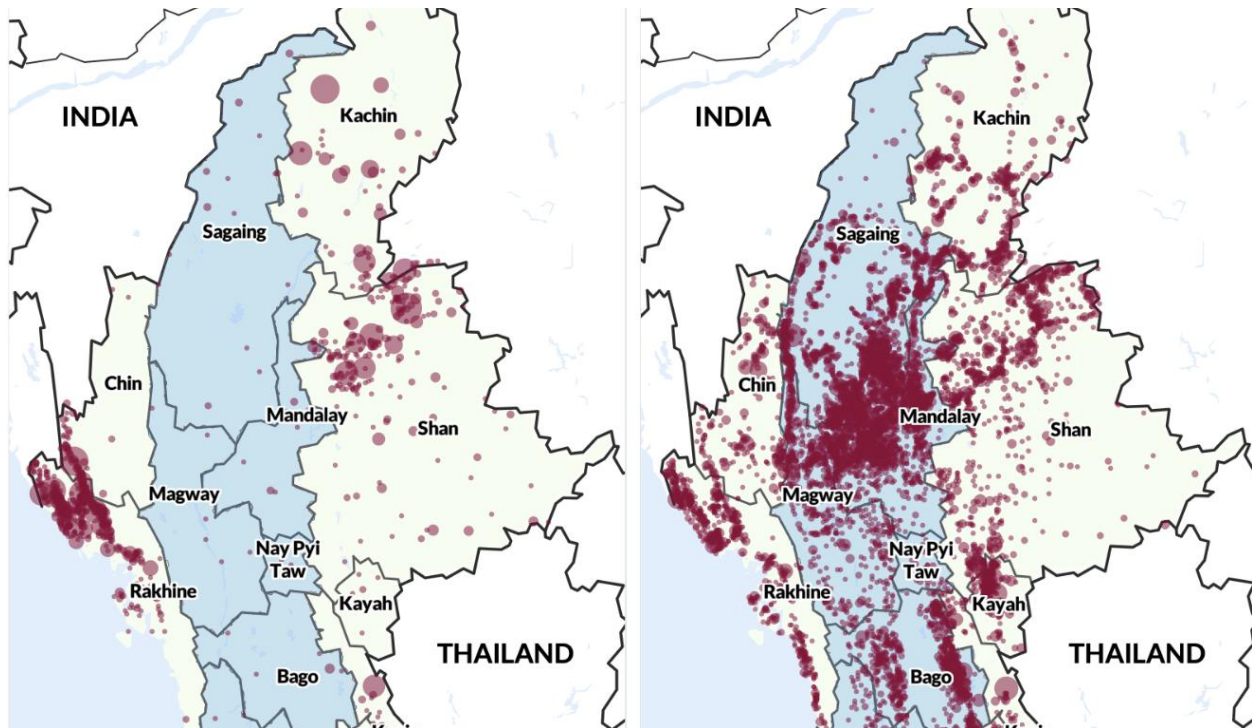 INDIA
Kachin
Sagaing
Chin
Mandalay
Shan
Magway
Nay Pyi
Taw
Rakhine
Kayah
THAILAND
Bago
INDIA
Kachin
Sagaing
Chin
Mandalay
Shan
Magway
Nay Pyi
Taw
Rakhine
Kayah
THAILAND
Bago